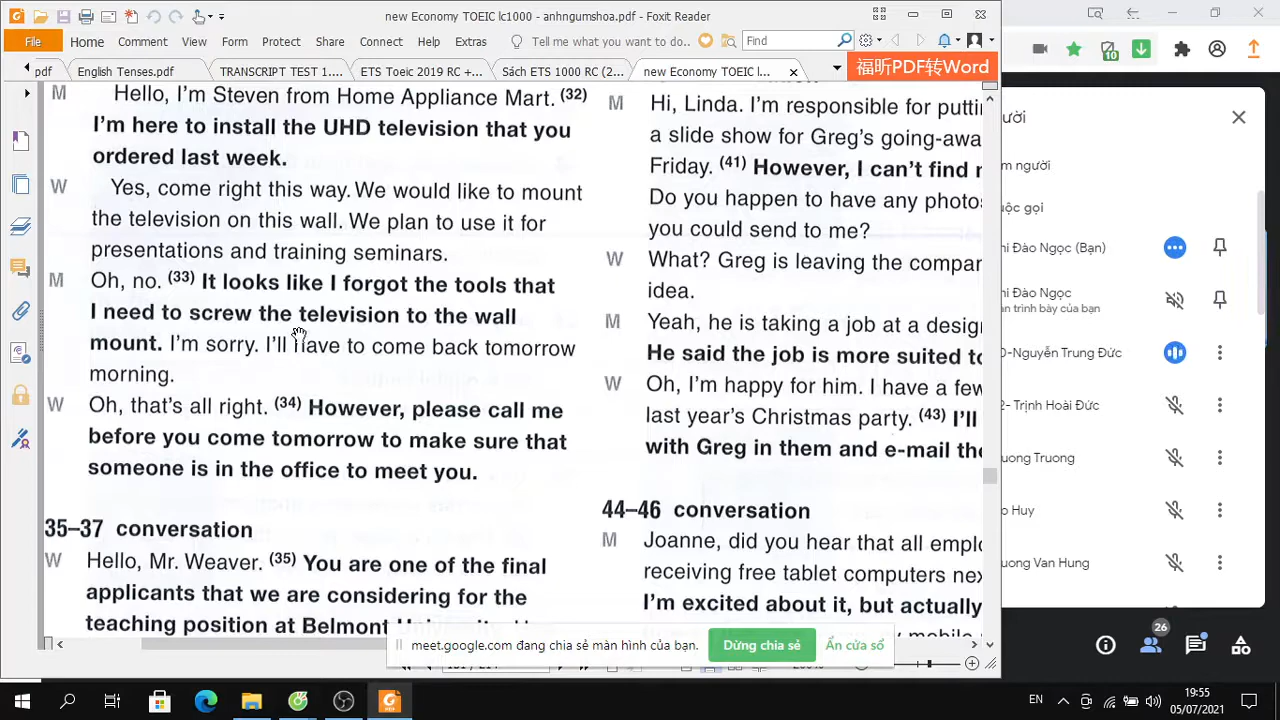 new Economy TOEIC lc1000 - anhngumshoa.pdf - Foxit Reader
File Home Comment View Form Protect Share Connect Help Extras Tell me what you want to do.. Find
pdf English Tenses.pdf TRANSCRIPT TEST 1.... ETS Toeic 2019 RC +... Sách ETS 1000 RC (2... new Economy TOEIC l... 福昕PDF转Word
M Hello, I'm Steven from Home Appliance Mart. (32)
I'm here to install the UHD television that you
ordered last week.
W Yes, come right this way. We would like to mount
the television on this wall. We plan to use it for
presentations and training seminars.
M Oh, no. (33) It looks like I forgot the tools that
I need to screw the television to the wall
mount. I'm sorry. I'll have to come back tomorrow
morning.
W Oh, that's all right. (34) However, please call me
before you come tomorrow to make sure that
someone is in the office to meet you.
35–37 conversation
W Hello, Mr. Weaver. (35) You are one of the final
applicants that we are considering for the
teaching position at Belmont
M Hi, Linda. I'm responsible for putti
a slide show for Greg's going-awa
Friday. (41) However, I can't find
Do you happen to have any photos
you could send to me?
W What? Greg is leaving the compan
idea.
M Yeah, he is taking a job at a design
He said the job is more suited to
W Oh, I'm happy for him. I have a few
last year's Christmas party. (43) I'll
with Greg in them and e-mail the
44–46 conversation
M Joanne, did you hear that all emplo
receiving free tablet computers nex
I'm excited about it, but actually
meet.google.com đang chia sẻ màn hình của bạn. Dừng chia sẻ Ẩn cửa sổ
10
ười
m người
uộc gọi
hi Đào Ngọc (Bạn)
hi Đào Ngọc
an trình bày của bạn
0-Nguyễn Trung Đức
2- Trịnh Hoài Đức
uong Truong
o Huy
uong Van Hung
26
EN 19:55
05/07/2021